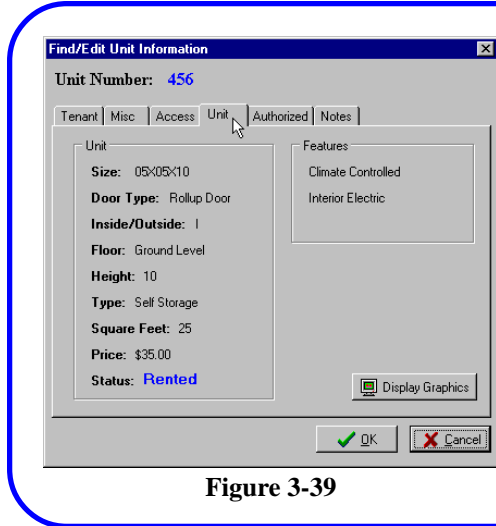 Find/Edit Unit Information
Unit Number: 456
Tenant Misc Access Unit Authorized Notes
Unit
Size: 05X05X10
Door Type: Rollup Door
Inside/Outside: I
Floor: Ground Level
Height: 10
Type: Self Storage
Square Feet: 25
Price: $35.00
Status: Rented
Features
Climate Controlled
Interior Electric
Display Graphics
OK Cancel
Figure 3-39